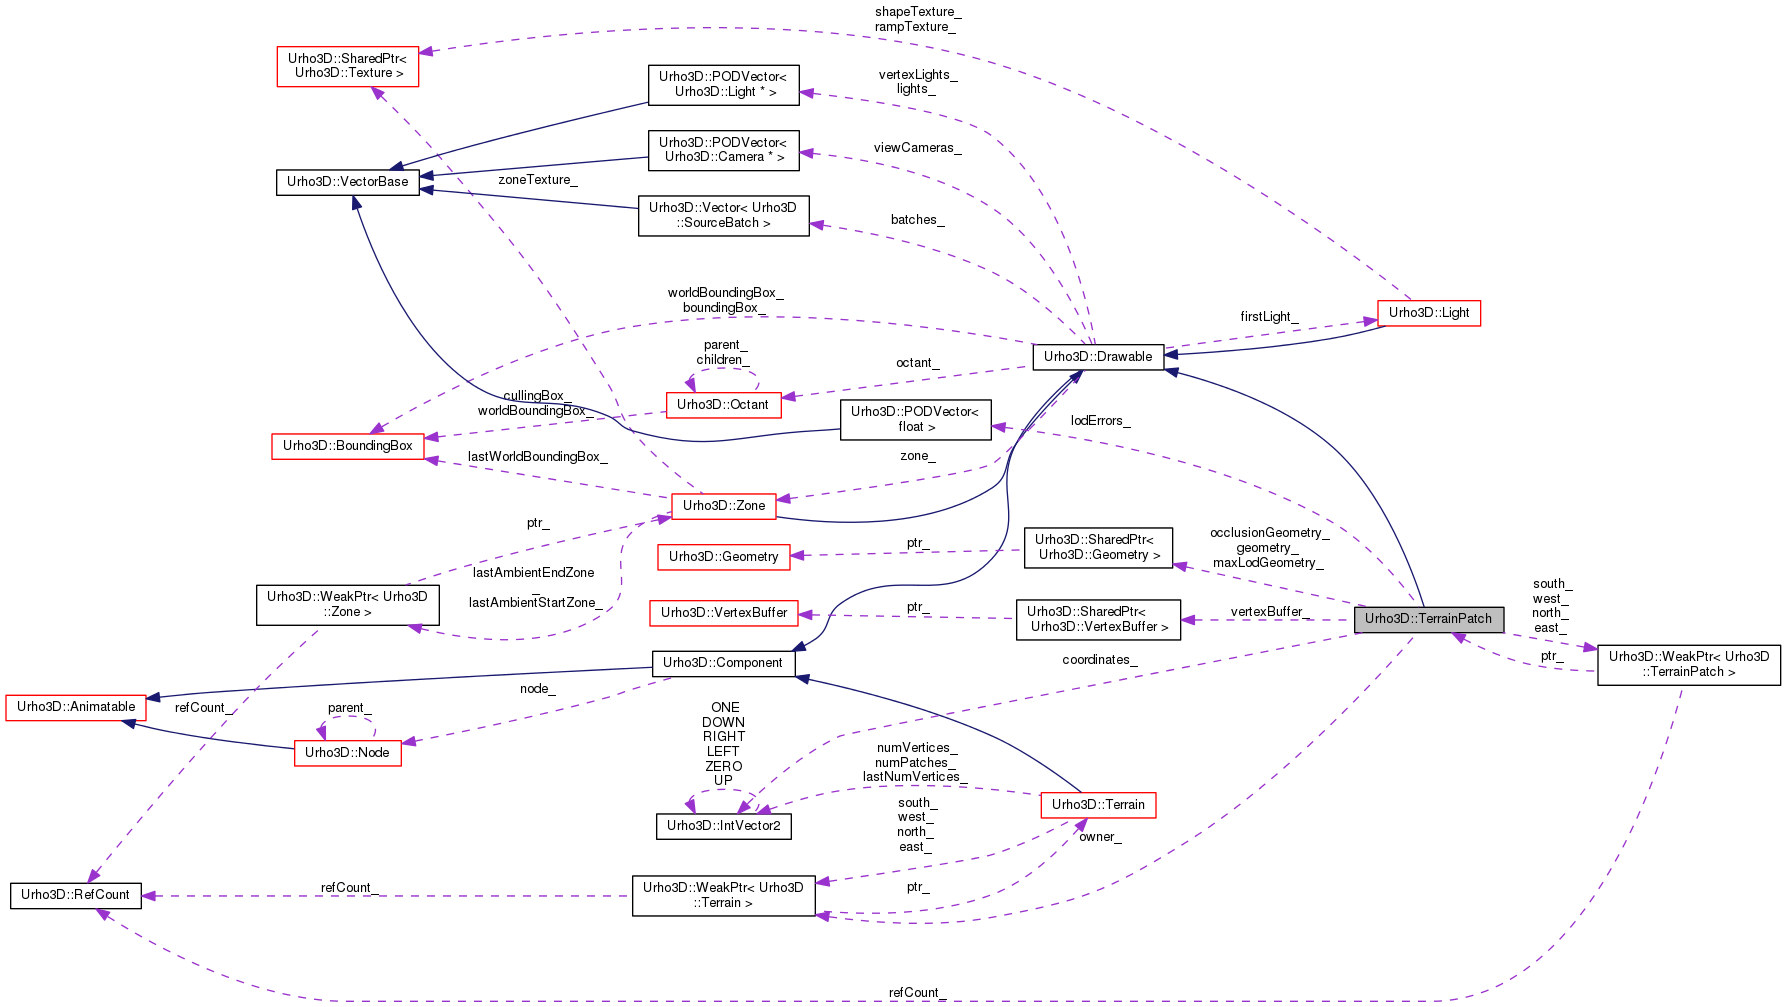 shapeTexture_
rampTexture_
Urho3D::SharedPtr<
Urho3D::Texture >
Urho3D::PODVector<
Urho3D::Light * >
vertexLights_
lights_
Urho3D::PODVector<
Urho3D::Camera * >
viewCameras_
Urho3D::VectorBase
zoneTexture_
Urho3D::Vector< Urho3D
::SourceBatch >
batches_
worldBoundingBox_
boundingBox_
firstLight_
Urho3D::Light
parent_
children_
octant_
Urho3D::Drawable
cullingBox_
worldBoundingBox_
Urho3D::Octant
Urho3D::PODVector<
float >
lodErrors_
Urho3D::BoundingBox
lastWorldBoundingBox_
zone_
Urho3D::Zone
ptr_
Urho3D::Geometry
ptr_
Urho3D::SharedPtr<
Urho3D::Geometry >
occlusionGeometry_
geometry_
maxLodGeometry_
lastAmbientEndZone
_
lastAmbientStartZone_
Urho3D::WeakPtr< Urho3D
::Zone >
Urho3D::VertexBuffer
ptr_
Urho3D::SharedPtr<
Urho3D::VertexBuffer >
vertexBuffer_
Urho3D::TerrainPatch
south_
west_
north_
east_
ptr_
Urho3D::WeakPtr< Urho3D
::TerrainPatch >
Urho3D::Component
coordinates_
node_
Urho3D::Animatable
refCount_
parent_
Urho3D::Node
ONE
DOWN
RIGHT
LEFT
ZERO
UP
Urho3D::IntVector2
numVertices_
numPatches_
lastNumVertices_
Urho3D::Terrain
south_
west_
north_
east_
owner_
ptr_
Urho3D::RefCount
refCount_
Urho3D::WeakPtr< Urho3D
::Terrain >
refCount_